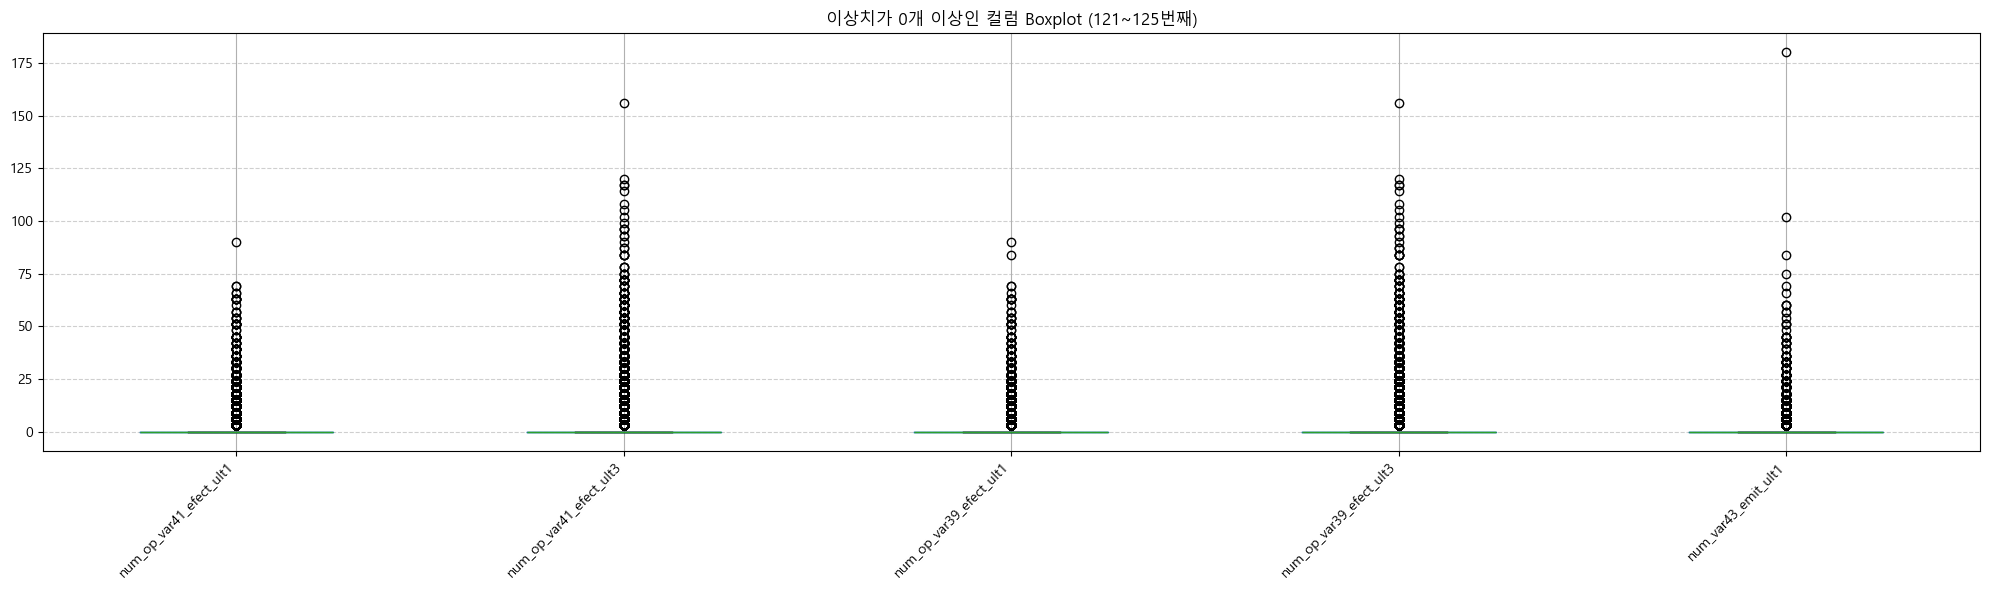 이상치가 0개 이상인 컬럼 Boxplot (121~125번째)
175
150
125
100
75
50
25
0
num_op_var41_efect_ult1
num_op_var41_efect_ult3
num_op_var39_efect_ult1
num_op_var39_efect_ult3
num_var43_emit_ult1